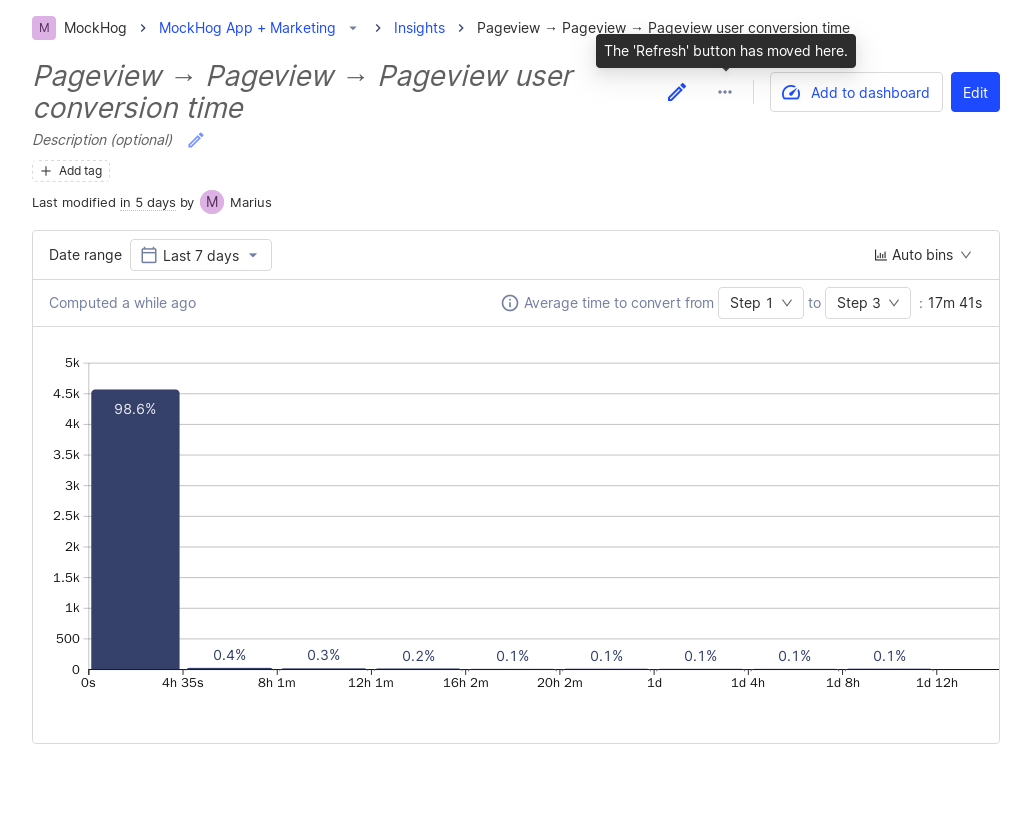 M MockHog > MockHog App + Marketing > Insights > Pageview → Pageview → Pageview user conversion time
The 'Refresh' button has moved here.
Pageview → Pageview → Pageview user
conversion time
Add to dashboard
Edit
Description (optional)
+ Add tag
Last modified in 5 days by M Marius
Date range Last 7 days Auto bins
Computed a while ago Average time to convert from Step 1 to Step 3 : 17m 41s
5k
4.5k
98.6%
4k
3.5k
3k
2.5k
2k
1.5k
1k
500
0.4% 0.3% 0.2% 0.1% 0.1% 0.1% 0.1% 0.1%
0
0s 4h 35s 8h 1m 12h 1m 16h 2m 20h 2m 1d 1d 4h 1d 8h 1d 12h